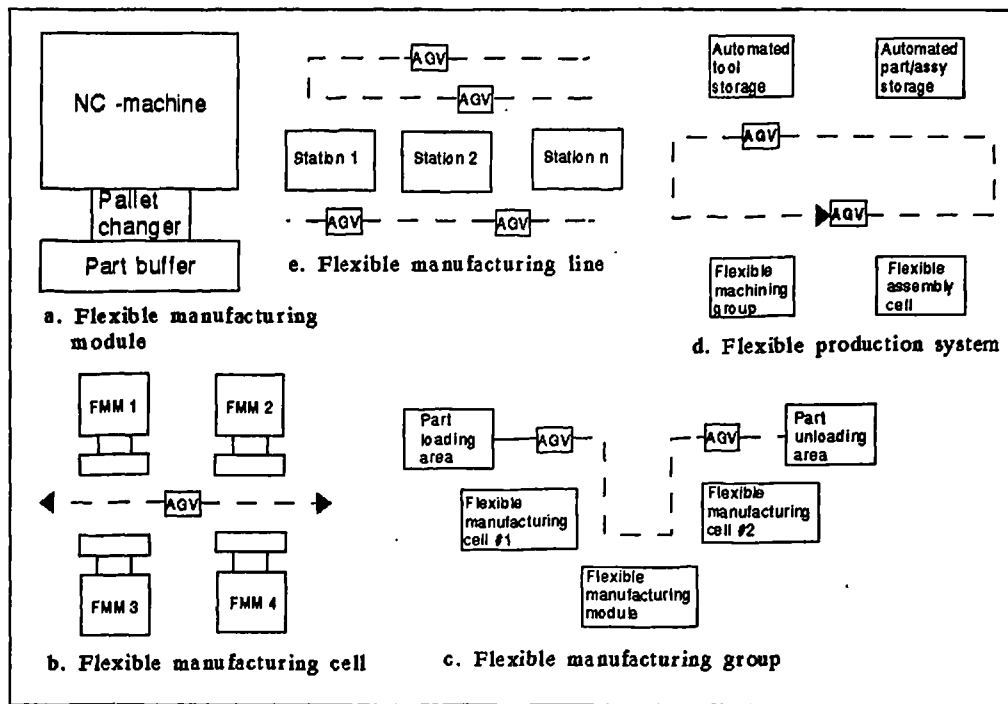 NC -machine
Pallet
changer
Part buffer
a. Flexible manufacturing
module
AGV
AGV
Station 1
Station 2
Station n
AGV
AGV
e. Flexible manufacturing line
Automated
tool
storage
Automated
part/assy
storage
AGV
AGV
Flexible
machining
group
Flexible
assembly
cell
d. Flexible production system
FMM 1
FMM 2
AGV
FMM 3
FMM 4
b. Flexible manufacturing cell
Part
loading
area
AGV
AGV
Part
unloading
area
Flexible
manufacturing
cell #1
Flexible
manufacturing
cell #2
Flexible
manufacturing
module
c. Flexible manufacturing group